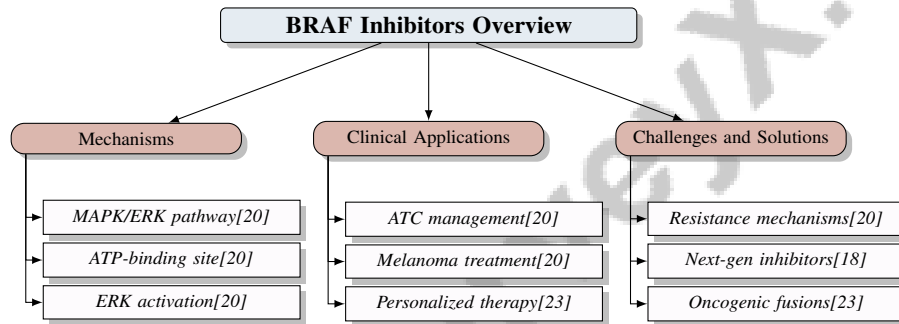 BRAF Inhibitors Overview
Mechanisms
MAPK/ERK pathway[20]
ATP-binding site[20]
ERK activation[20]
Clinical Applications
ATC management[20]
Melanoma treatment[20]
Personalized therapy[23]
Challenges and Solutions
Resistance mechanisms[20]
Next-gen inhibitors[18]
Oncogenic fusions[23]